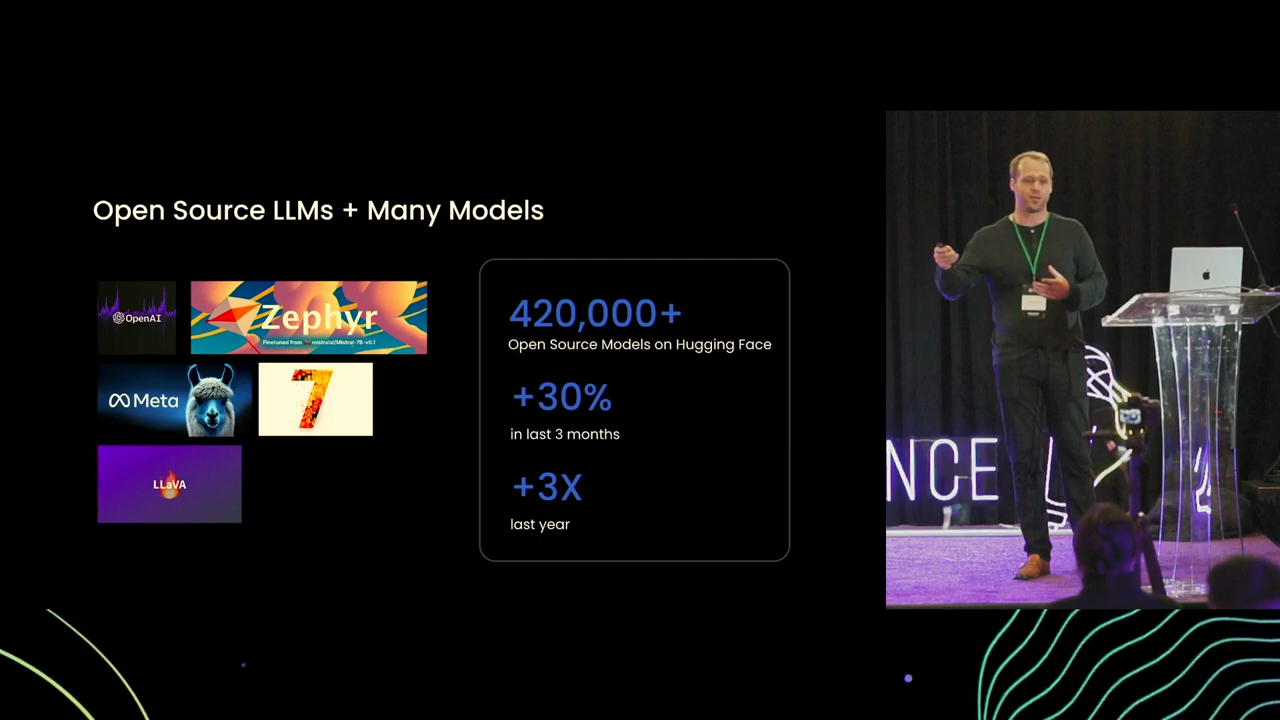 Open Source LLMs + Many Models
OpenAI
Zephyr
Finetuned from mistralai/Mistral-7B-v0.1
Meta
7
LLaVA
420,000+
Open Source Models on Hugging Face
+30%
in last 3 months
+3X
last year
NCE